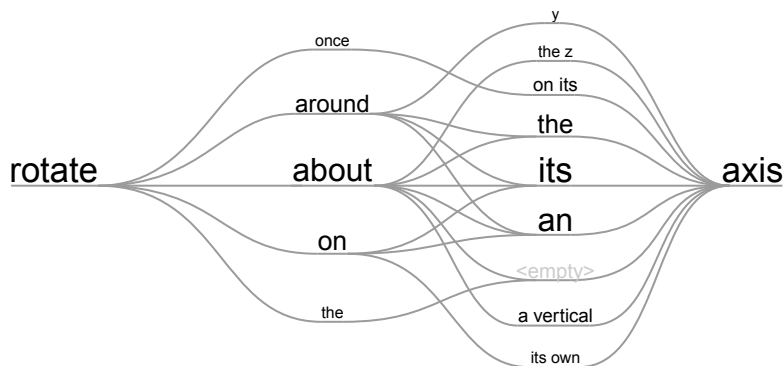 rotate
once
around
about
on
the
y
the z
on its
the
its
an
<empty>
a vertical
its own
axis